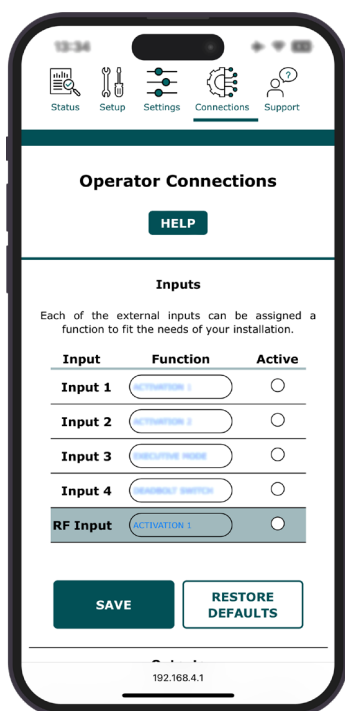 Status Setup Settings Connections Support
Operator Connections
HELP
Inputs
Each of the external inputs can be assigned a
function to fit the needs of your installation.
Input Function Active
Input 1
Input 2
Input 3
Input 4
RF Input ACTIVATION 1
SAVE
RESTORE
DEFAULTS
192.168.4.1